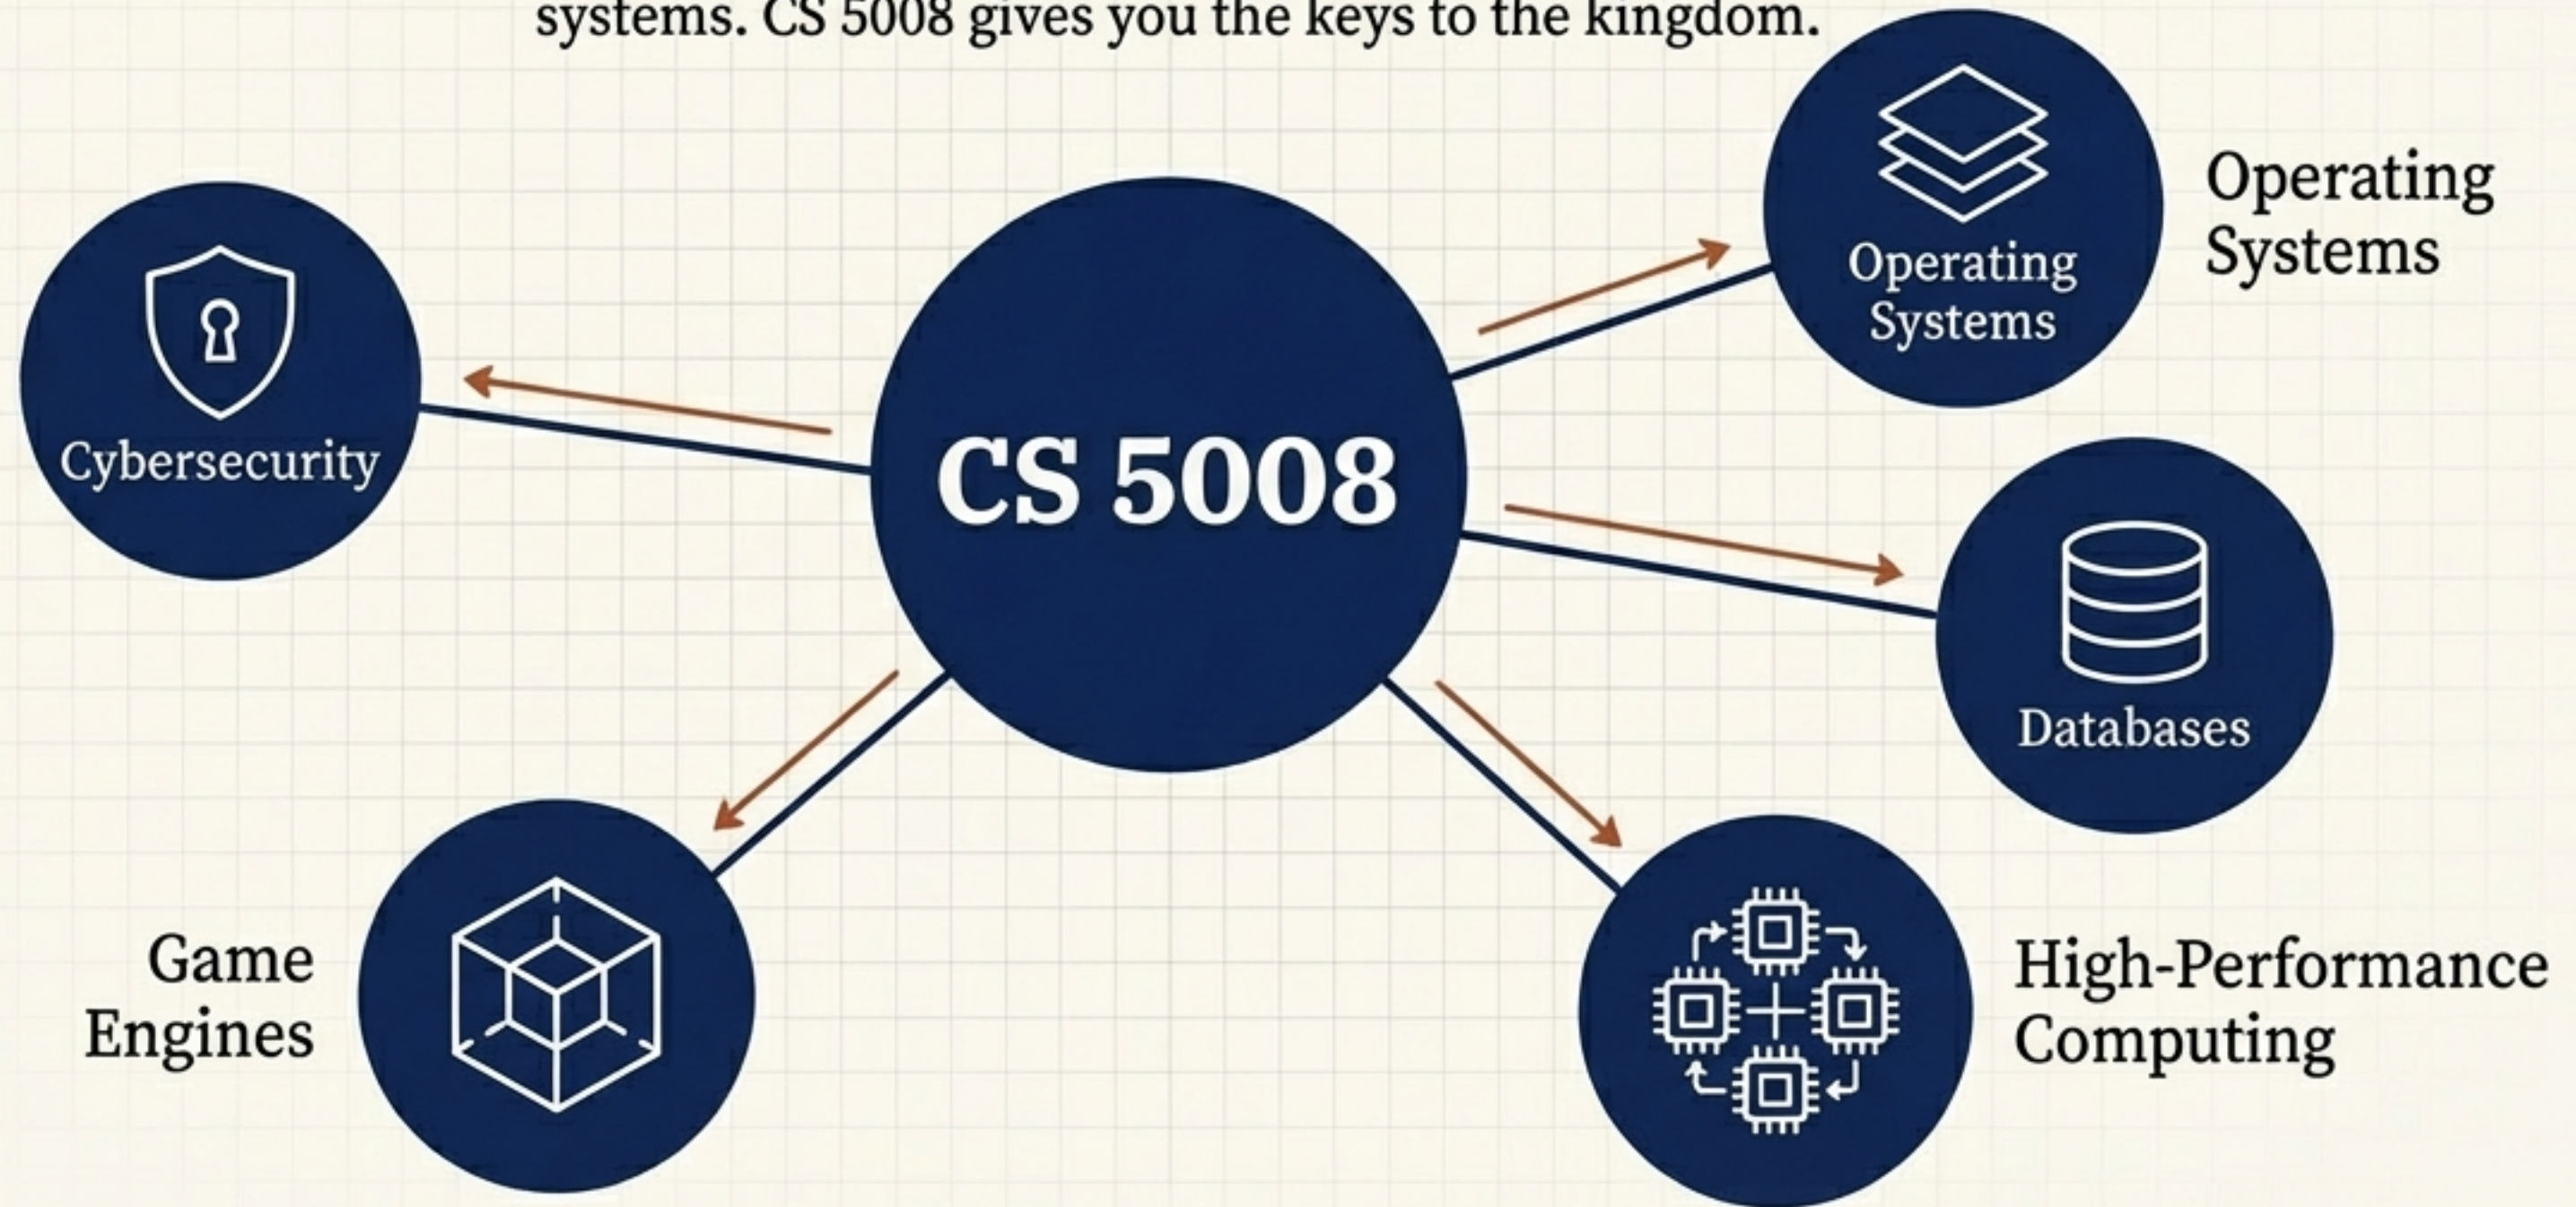 systems. CS 5008 gives you the keys to the kingdom.
Operating
Systems
Operating
Systems
Cybersecurity
CS 5008
Databases
Game
Engines
High-Performance
Computing